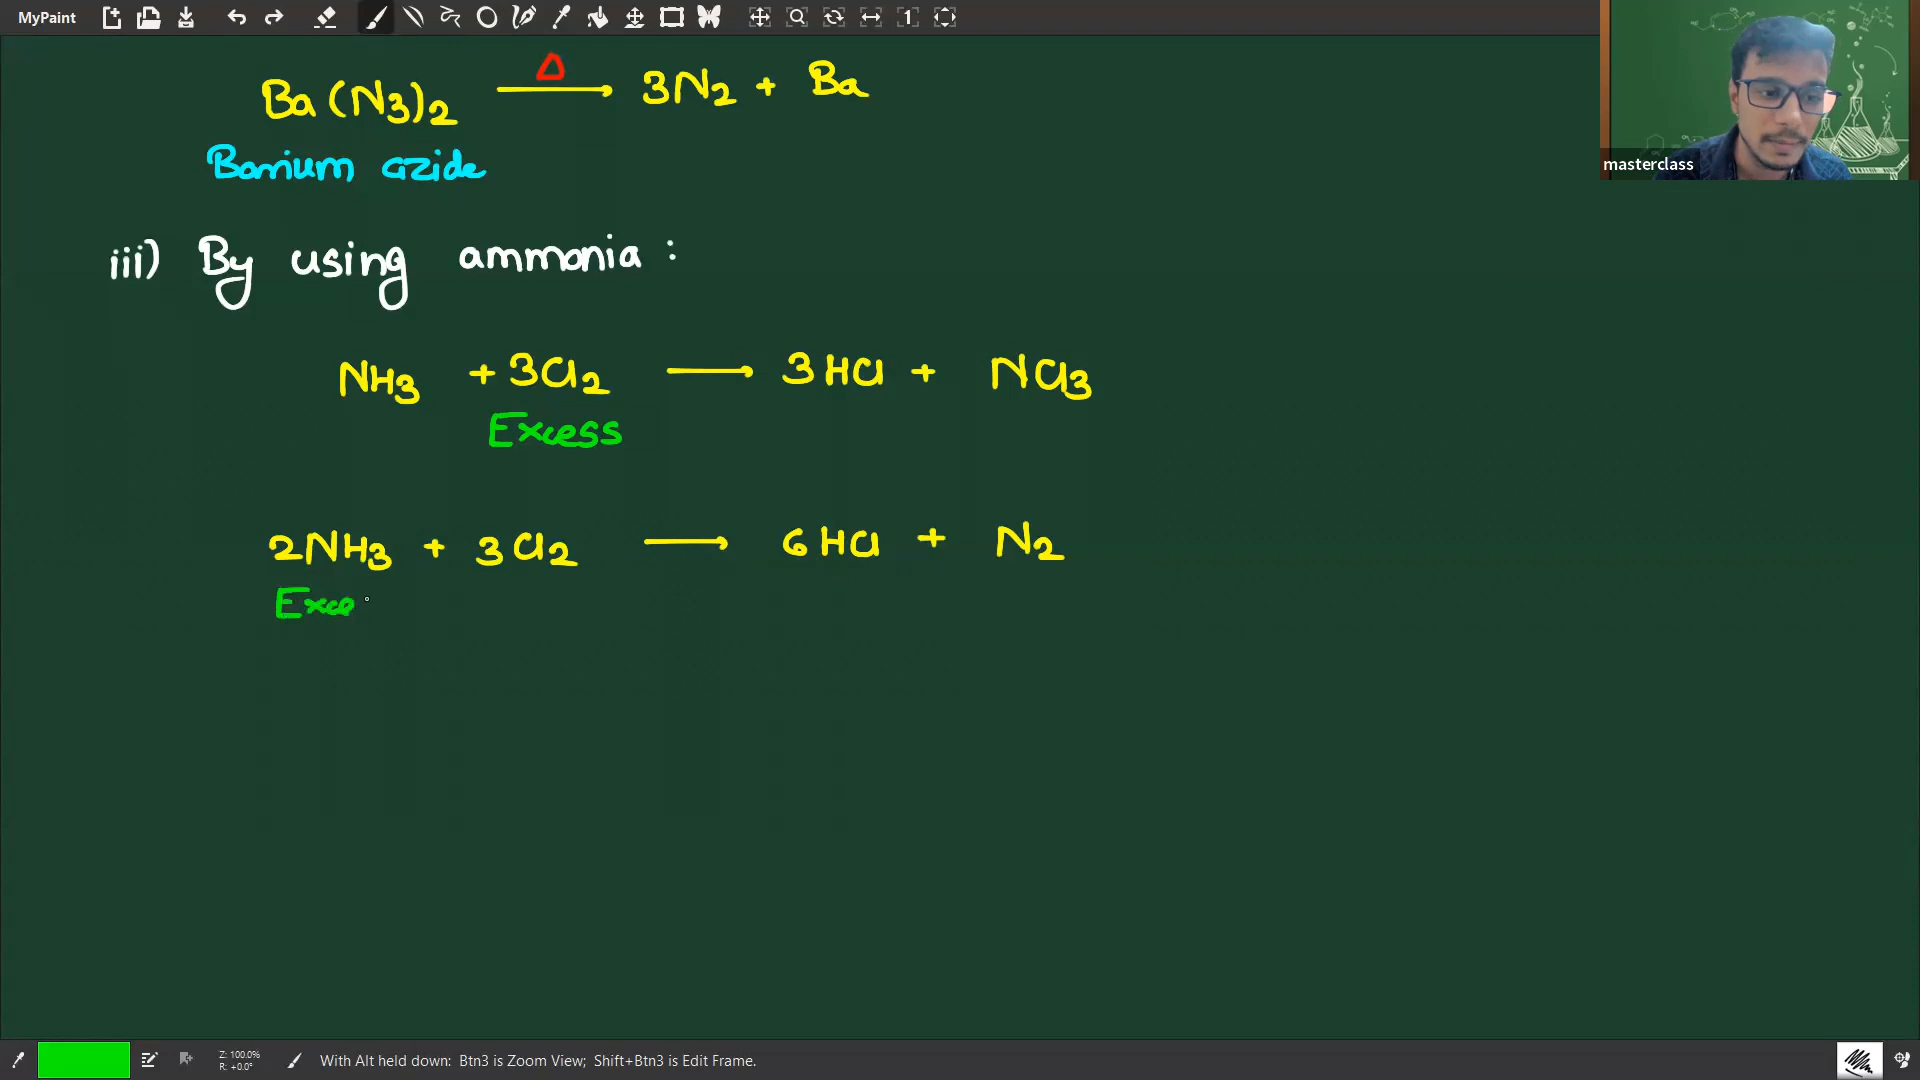 MyPaint
Ba(N3)2 Δ ⟶ 3N2 + Ba
Barium azide
masterclass
iii) By using ammonia :
NH3 + 3Cl2 ⟶ 3HCl + NCl3
Excess
2NH3 + 3Cl2 ⟶ 6HCl + N2
Exce
Z: 100.0%
R: +0.0°
With Alt held down: Btn3 is Zoom View; Shift+Btn3 is Edit Frame.